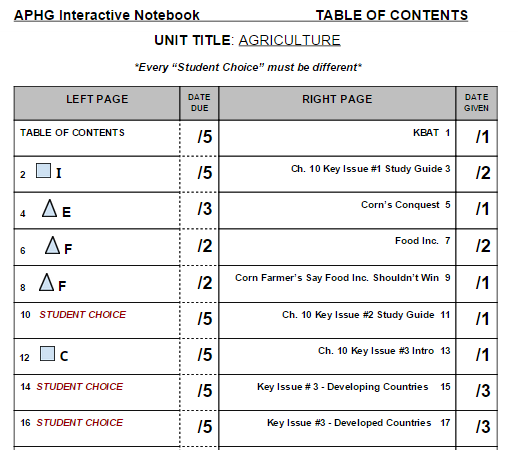 APHG Interactive Notebook TABLE OF CONTENTS
UNIT TITLE: AGRICULTURE
*Every “Student Choice” must be different*
LEFT PAGE DATE DUE RIGHT PAGE DATE GIVEN
TABLE OF CONTENTS /5 KBAT 1 /1
2 I /5 Ch. 10 Key Issue #1 Study Guide 3 /2
4 E /3 Corn’s Conquest 5 /1
6 F /2 Food Inc. 7 /2
8 F /2 Corn Farmer’s Say Food Inc. Shouldn’t Win 9 /1
10 STUDENT CHOICE /5 Ch. 10 Key Issue #2 Study Guide 11 /1
12 C /5 Ch. 10 Key Issue #3 Intro 13 /1
14 STUDENT CHOICE /5 Key Issue # 3 - Developing Countries 15 /3
16 STUDENT CHOICE /5 Key Issue #3 - Developed Countries 17 /3